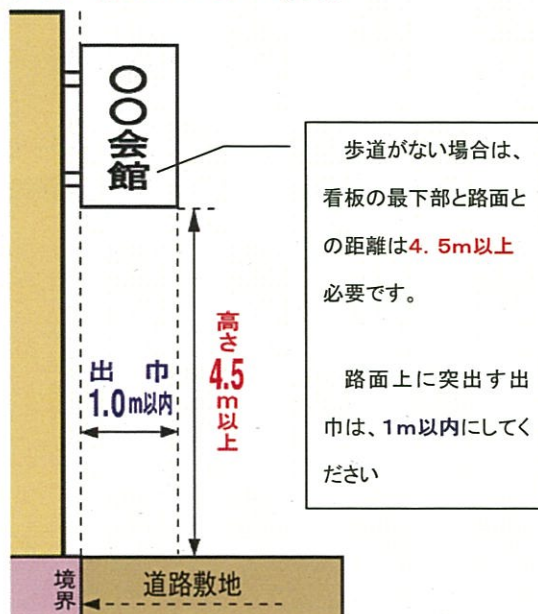 〇〇会館
歩道がない場合は、
看板の最下部と路面と
の距離は4．5m以上
必要です。
路面上に突出す出
巾は、1m以内にしてく
ださい
高さ4.5m以上
出　巾
1.0m以内
境界
道路敷地